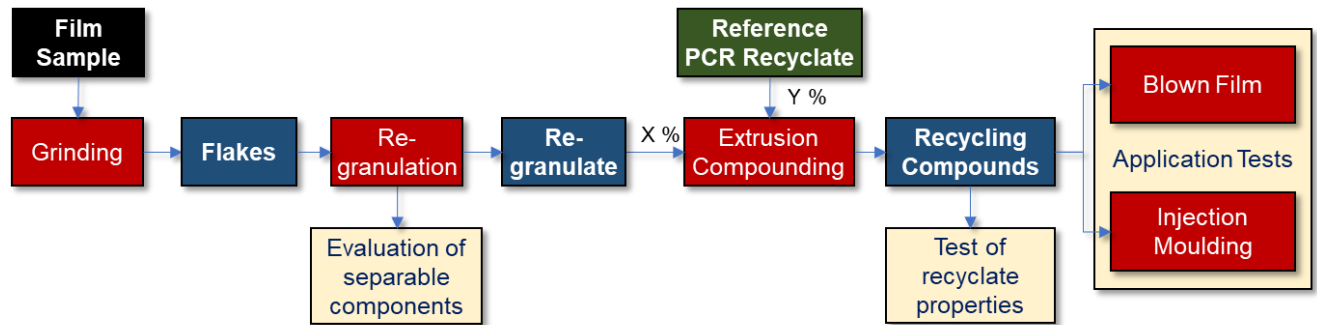 Film
Sample
Reference
PCR Recyclate
Y %
Grinding
Flakes
Re-
granulation
Re-
granulate
X %
Extrusion
Compounding
Recycling
Compounds
Blown Film
Application Tests
Injection
Moulding
Evaluation of
separable
components
Test of
recyclate
properties